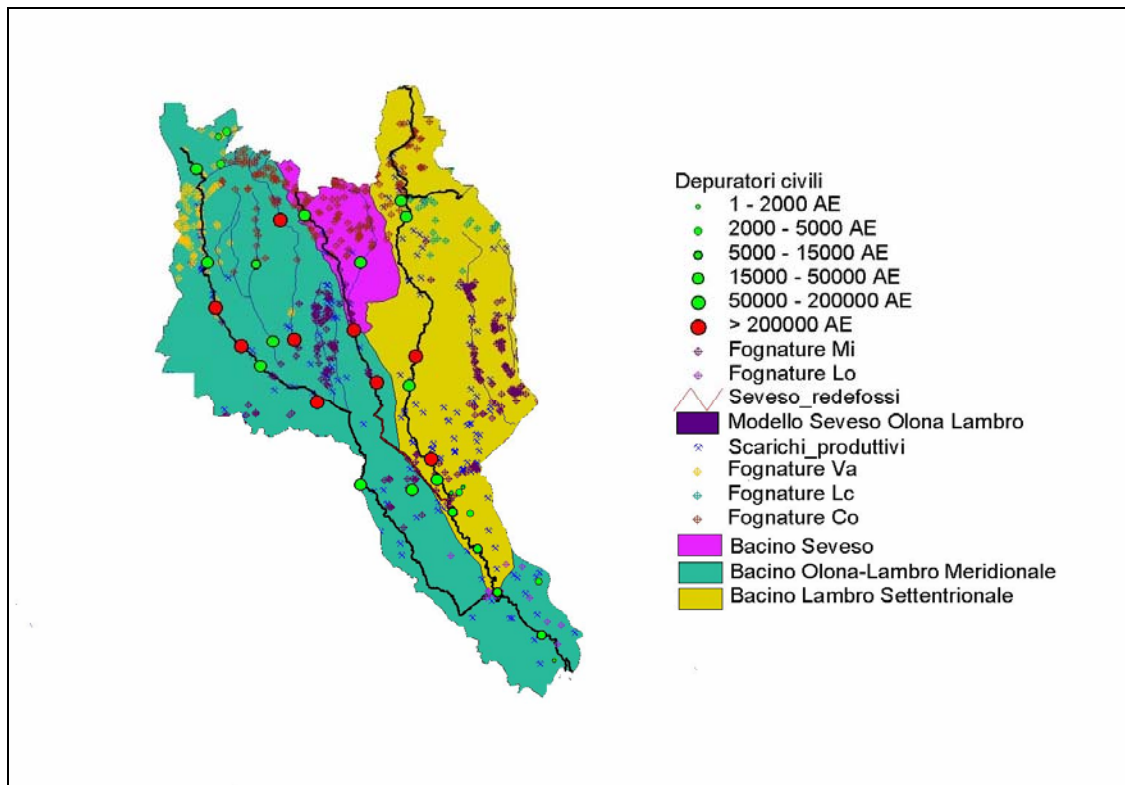 Depuratori civili
1 - 2000 AE
2000 - 5000 AE
5000 - 15000 AE
15000 - 50000 AE
50000 - 200000 AE
> 200000 AE
Fognature Mi
Fognature Lo
Seveso_redefossi
Modello Seveso Olona Lambro
Scarichi_produttivi
Fognature Va
Fognature Lc
Fognature Co
Bacino Seveso
Bacino Olona-Lambro Meridionale
Bacino Lambro Settentrionale